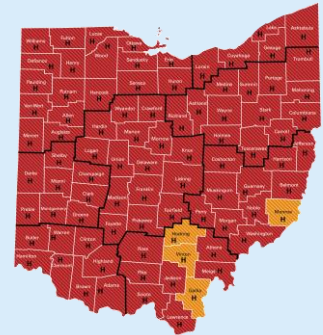 Williams
H
Fulton
H
Lucas
H
Ottawa
H
Lake
H
Ashtabula
H
Geauga
H
Cuyahoga
H
Trumbull
H
Defiance
H
Henry
H
Wood
H
Sandusky
H
Erie
H
Lorain
H
Paulding
H
Putnam
H
Hancock
H
Seneca
H
Huron
H
Medina
H
Summit
H
Portage
H
Mahoning
H
Van Wert
H
Allen
H
Wyandot
H
Crawford
H
Richland
H
Ashland
H
Wayne
H
Stark
H
Columbiana
H
Mercer
H
Auglaize
H
Hardin
H
Marion
H
Morrow
H
Holmes
H
Tuscarawas
H
Carroll
H
Jefferson
H
Shelby
H
Logan
H
Union
H
Delaware
H
Knox
H
Coshocton
H
Harrison
H
Darke
H
Miami
H
Champaign
H
Clark
H
Franklin
H
Licking
H
Muskingum
H
Guernsey
H
Belmont
H
Preble
H
Montgomery
H
Greene
H
Pickaway
H
Fairfield
H
Morgan
H
Noble
H
Monroe
H
Butler
H
Warren
H
Clinton
H
Ross
H
Hocking
H
Vinton
H
Athens
H
Washington
H
Hamilton
H
Clermont
H
Highland
H
Brown
H
Adams
H
Pike
H
Jackson
H
Meigs
H
Scioto
H
Gallia
H
Lawrence
H